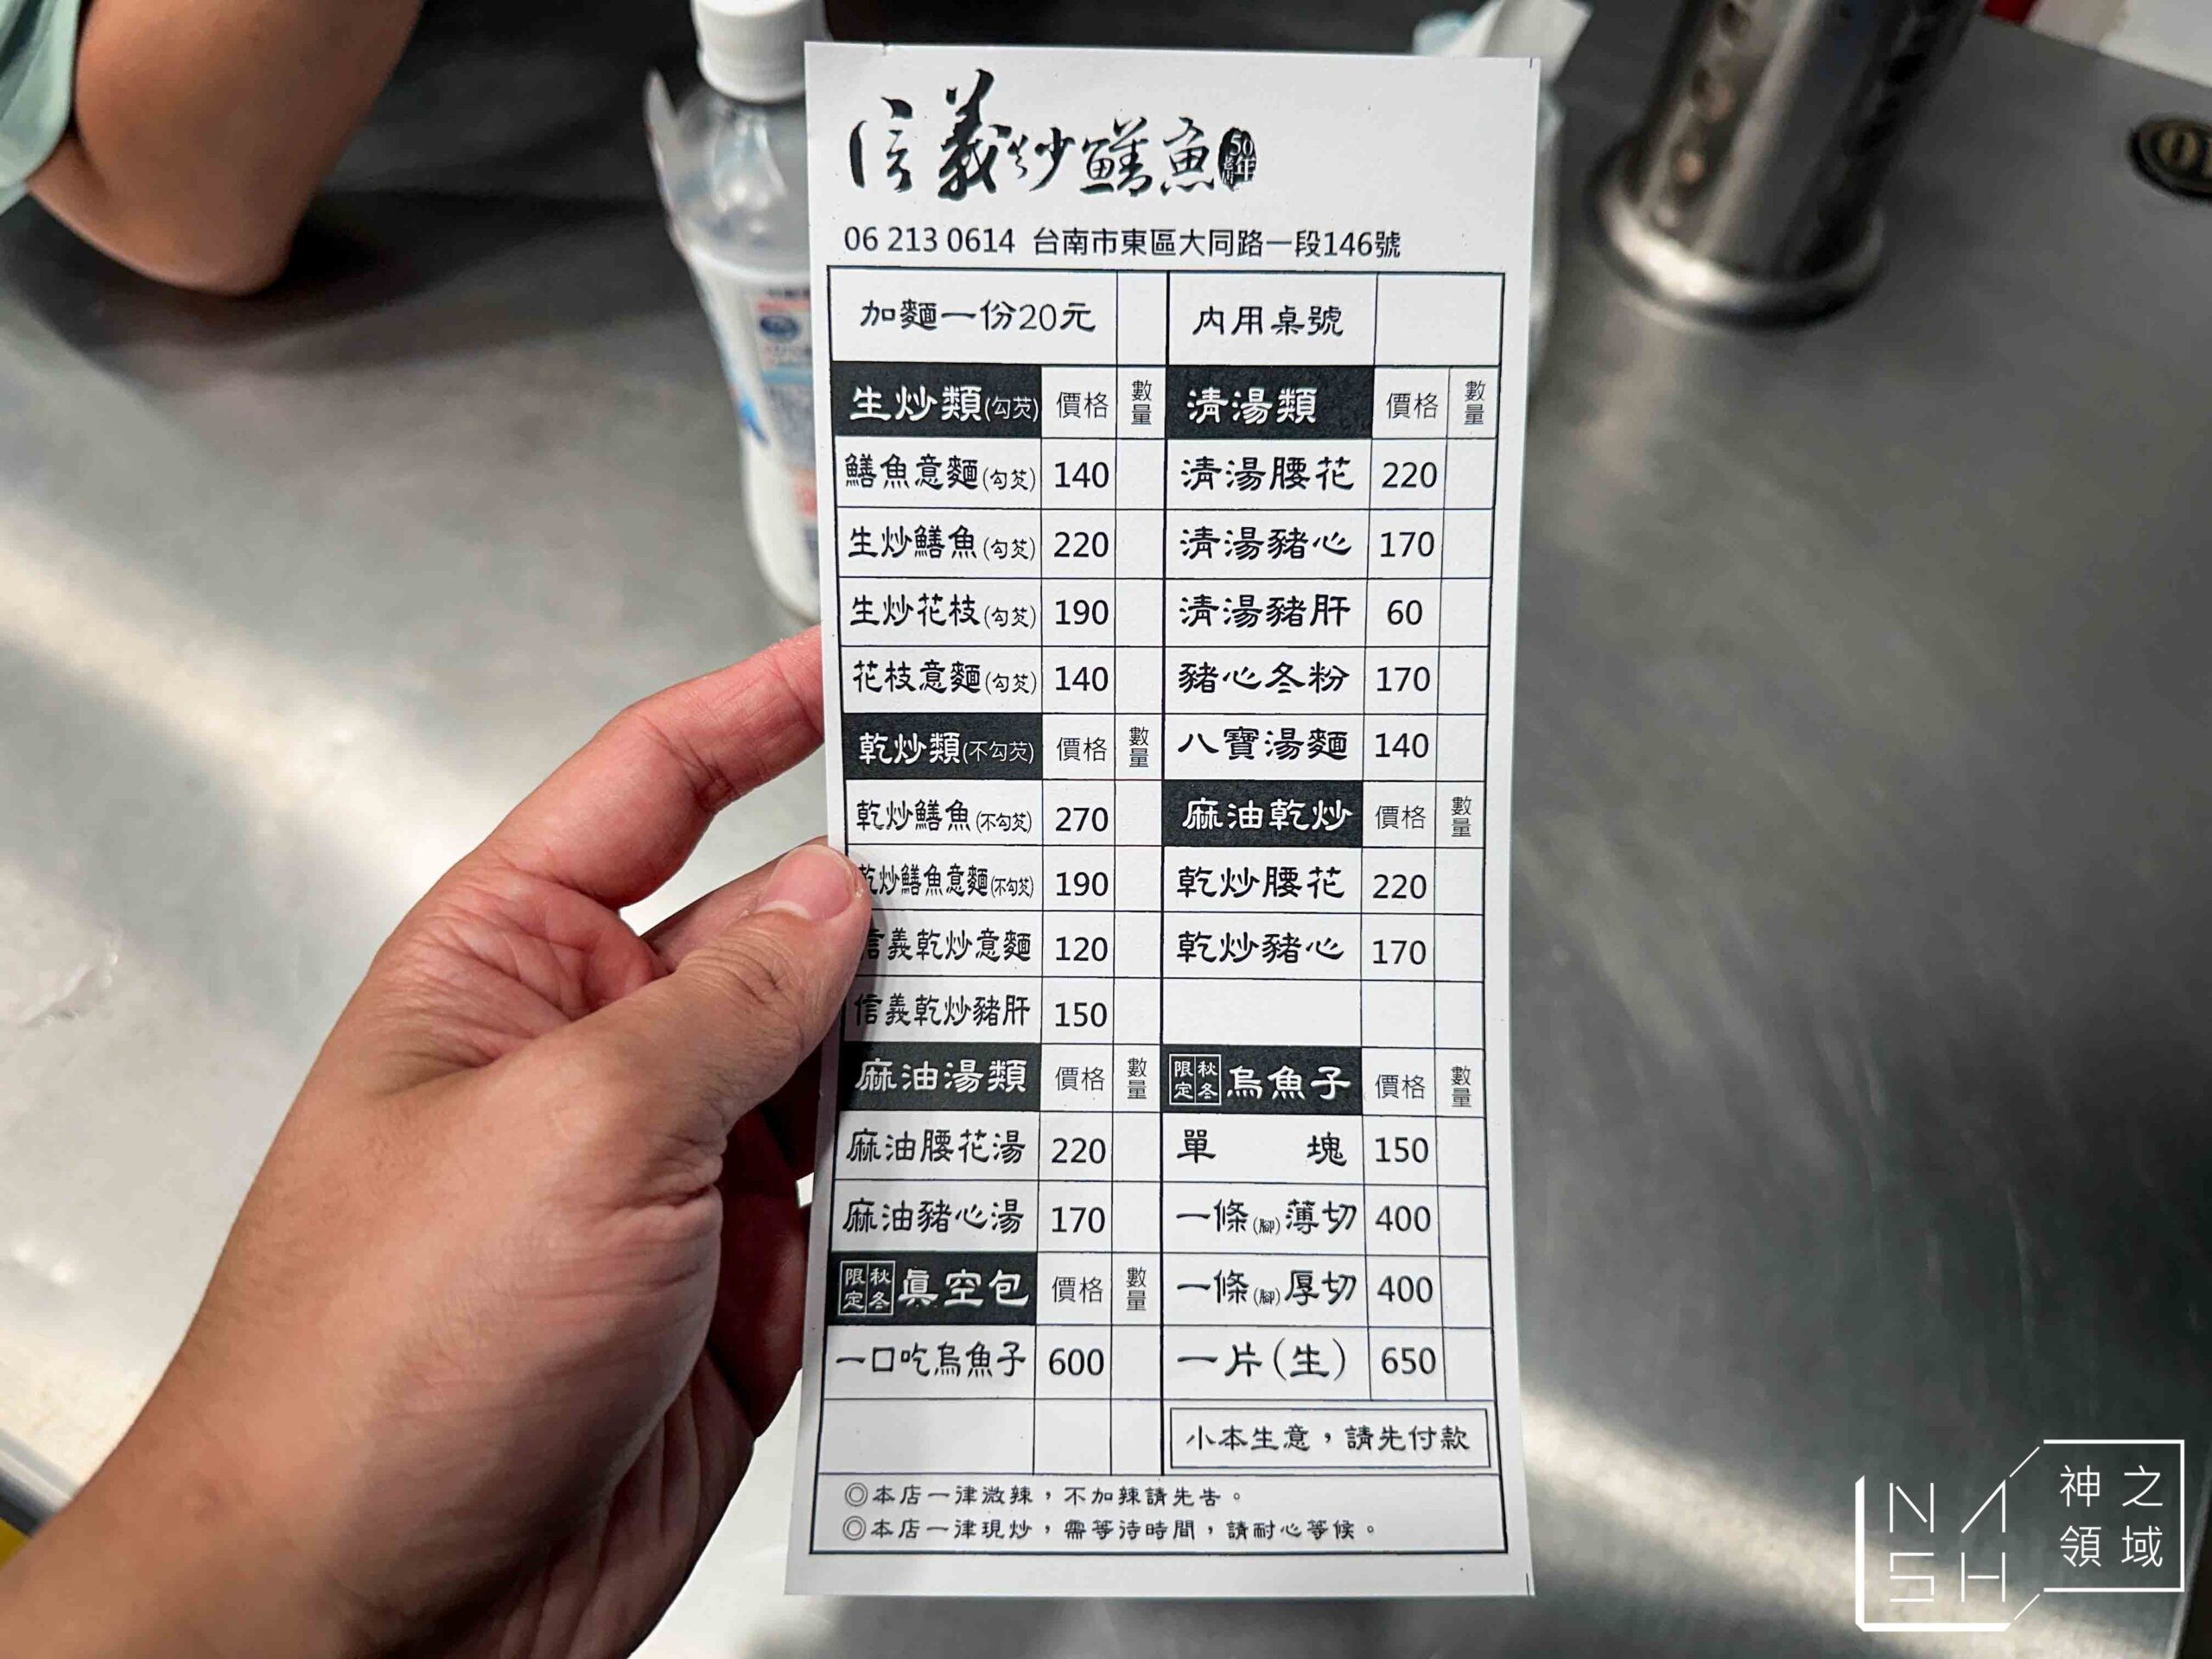 信義炒鱔魚 50年老店
06 213 0614 台南市東區大同路一段146號
加麵一份20元
內用桌號
生炒類(勾芡) 價格 數量
鱔魚意麵(勾芡) 140
生炒鱔魚(勾芡) 220
生炒花枝(勾芡) 190
花枝意麵(勾芡) 140
乾炒類(不勾芡) 價格 數量
乾炒鱔魚(不勾芡) 270
乾炒鱔魚意麵(不勾芡) 190
信義乾炒意麵 120
信義乾炒豬肝 150
麻油湯類 價格 數量
麻油腰花湯 220
麻油豬心湯 170
秋冬限定 真空包 價格 數量
一口吃烏魚子 600
清湯類 價格 數量
清湯腰花 220
清湯豬心 170
清湯豬肝 60
豬心冬粉 170
八寶湯麵 140
麻油乾炒 價格 數量
乾炒腰花 220
乾炒豬心 170
秋冬限定 烏魚子 價格 數量
單塊 150
一條(腳)薄切 400
一條(腳)厚切 400
一片(生) 650
小本生意，請先付款
◎本店一律微辣，不加辣請先告。
◎本店一律現炒，需等待時間，請耐心等候。
NASH
神之領域